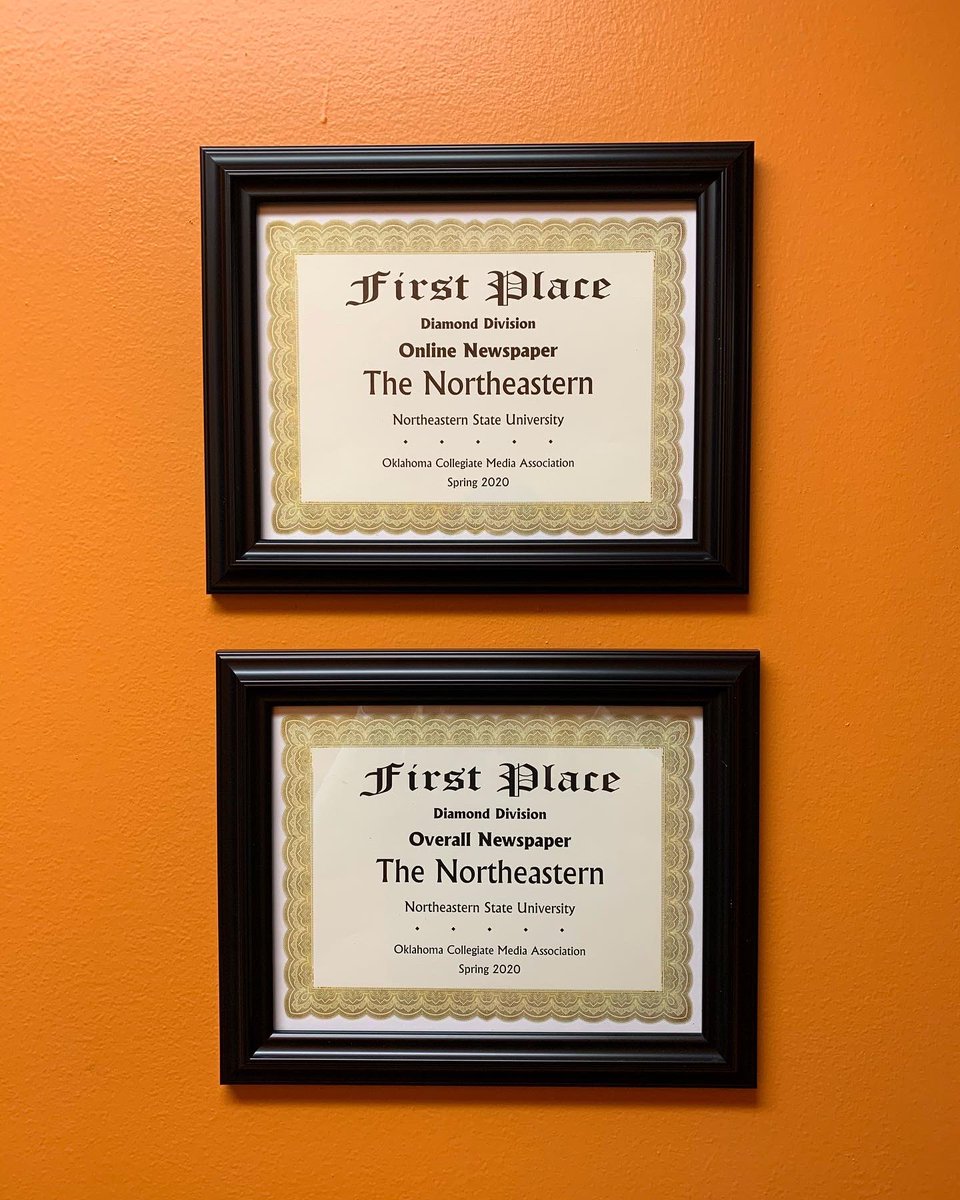 First Place
Diamond Division
Online Newspaper
The Northeastern
Northeastern State University
Oklahoma Collegiate Media Association
Spring 2020
First Place
Diamond Division
Overall Newspaper
The Northeastern
Northeastern State University
Oklahoma Collegiate Media Association
Spring 2020